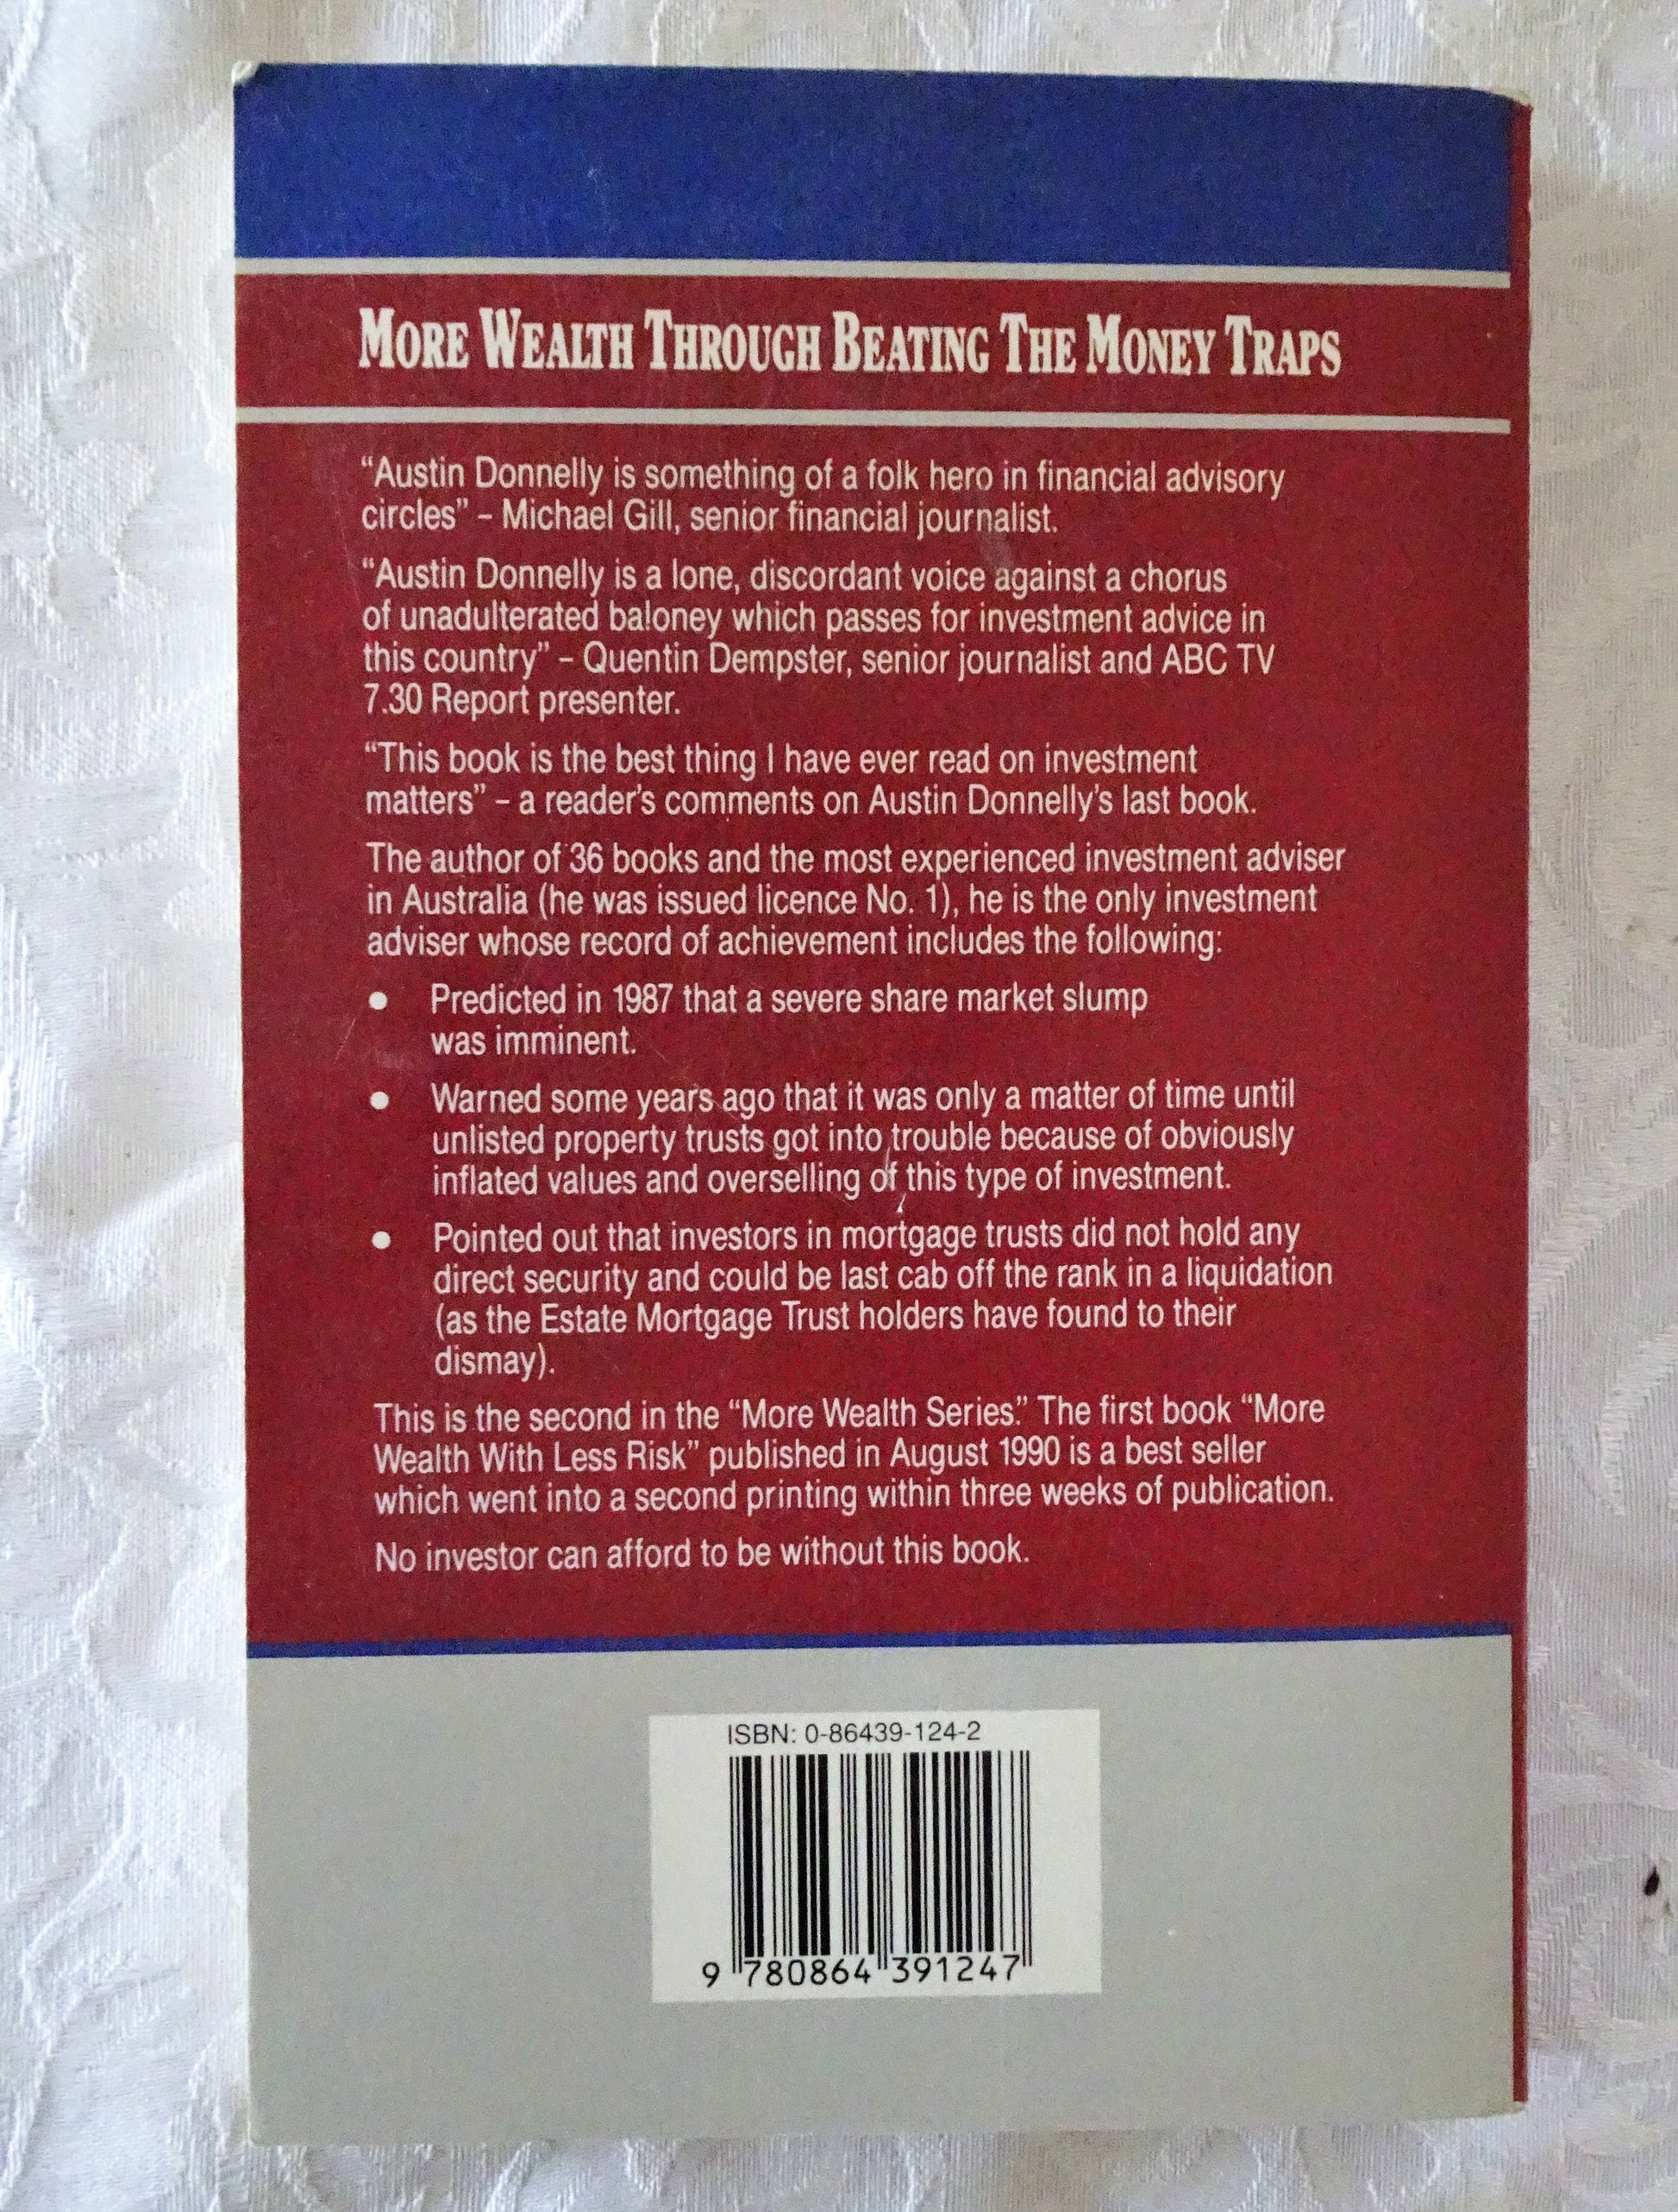 MORE WEALTH THROUGH BEATING THE MONEY TRAPS
“Austin Donnelly is something of a folk hero in financial advisory
circles” – Michael Gill, senior financial journalist.
“Austin Donnelly is a lone, discordant voice against a chorus
of unadulterated baloney which passes for investment advice in
this country” – Quentin Dempster, senior journalist and ABC TV
7.30 Report presenter.
“This book is the best thing I have ever read on investment
matters” – a reader's comments on Austin Donnelly's last book.
The author of 36 books and the most experienced investment adviser
in Australia (he was issued licence No. 1), he is the only investment
adviser whose record of achievement includes the following:
● Predicted in 1987 that a severe share market slump
was imminent.
● Warned some years ago that it was only a matter of time until
unlisted property trusts got into trouble because of obviously
inflated values and overselling of this type of investment.
● Pointed out that investors in mortgage trusts did not hold any
direct security and could be last cab off the rank in a liquidation
(as the Estate Mortgage Trust holders have found to their
dismay).
This is the second in the “More Wealth Series.” The first book “More
Wealth With Less Risk” published in August 1990 is a best seller
which went into a second printing within three weeks of publication.
No investor can afford to be without this book.
ISBN: 0-86439-124-2
9 780864 391247